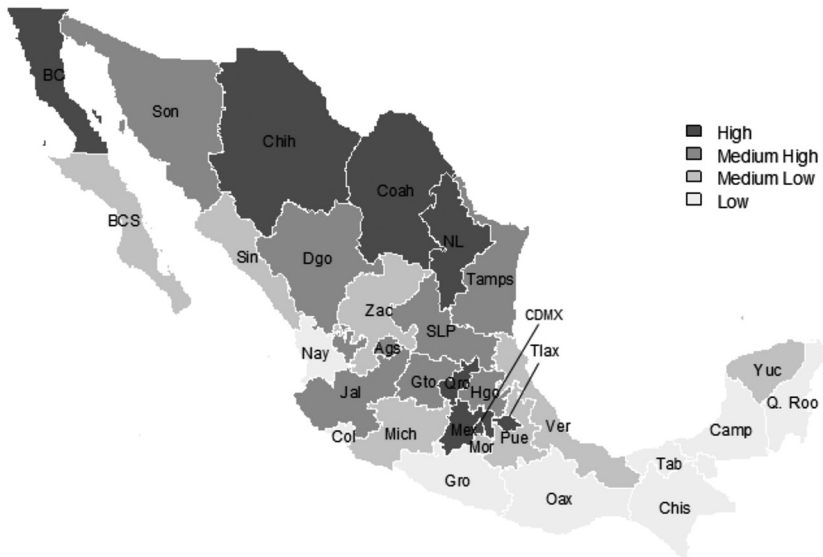 BC
Son
Chih
High
Medium High
Medium Low
Low
Coah
BCS
NL
Sin
Dgo
Tamps
Zac
CDMX
SLP
Tlax
Nay
Ags
Yuc
Jal
Gto
Qro
Hgo
Q. Roo
Col
Mich
Mex
Mor
Pue
Ver
Camp
Tab
Gro
Oax
Chis